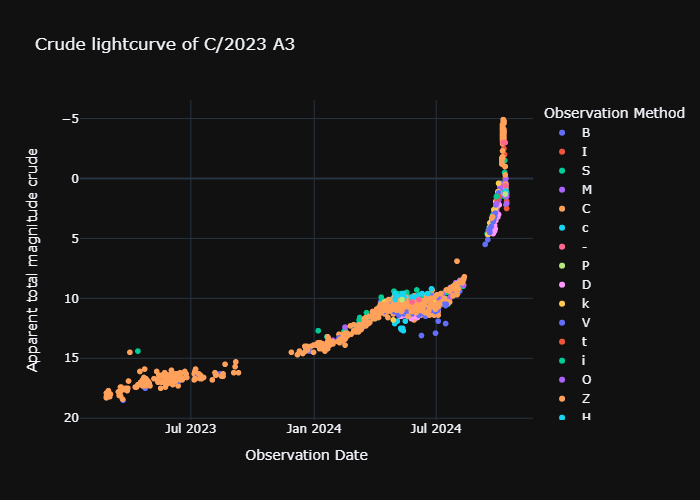 Crude lightcurve of C/2023 A3
Observation Method
B
I
S
M
C
c
-
P
D
k
V
t
i
O
Z
H
Apparent total magnitude crude
−5
0
5
10
15
20
Jul 2023
Jan 2024
Jul 2024
Observation Date